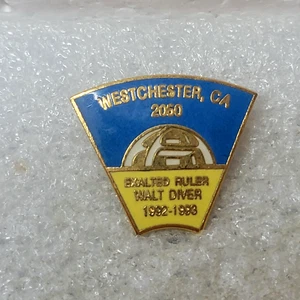 WESTCHESTER, CA
2050
EXALTED RULER
WALT DIVER
1992-1993